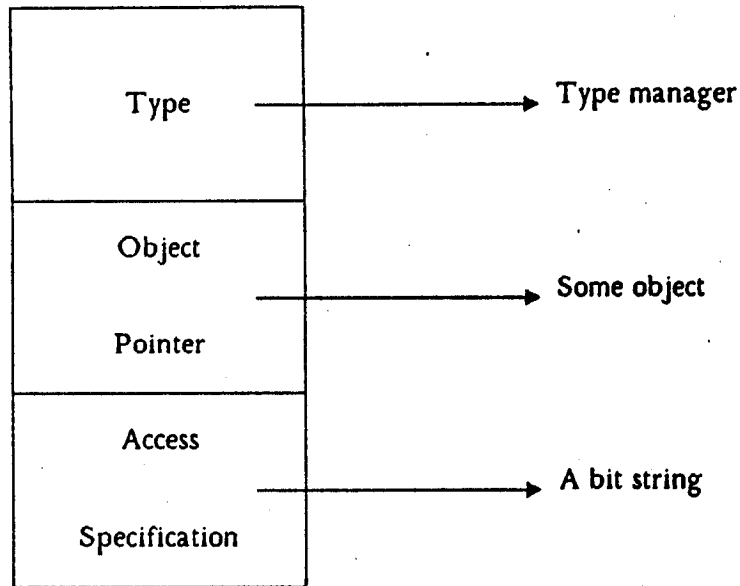 Type
Type manager
Object
Pointer
Some object
Access
Specification
A bit string